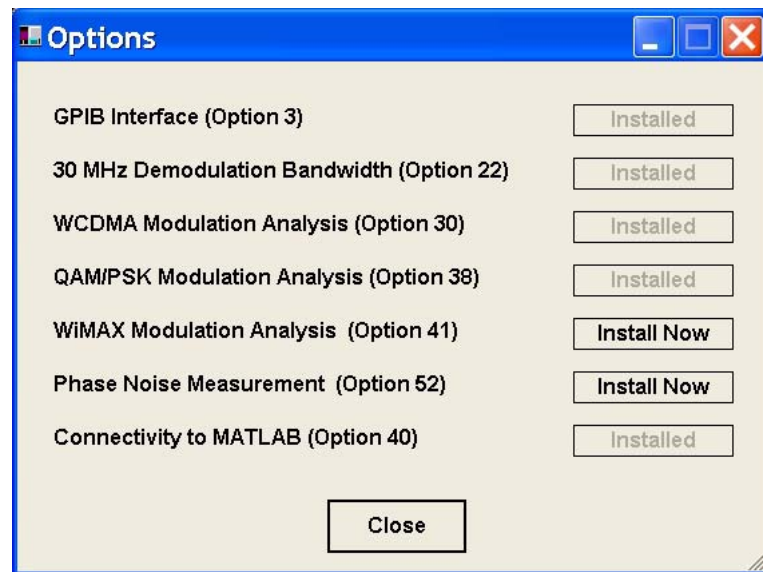 Options
GPIB Interface (Option 3) Installed
30 MHz Demodulation Bandwidth (Option 22) Installed
WCDMA Modulation Analysis (Option 30) Installed
QAM/PSK Modulation Analysis (Option 38) Installed
WiMAX Modulation Analysis (Option 41) Install Now
Phase Noise Measurement (Option 52) Install Now
Connectivity to MATLAB (Option 40) Installed
Close